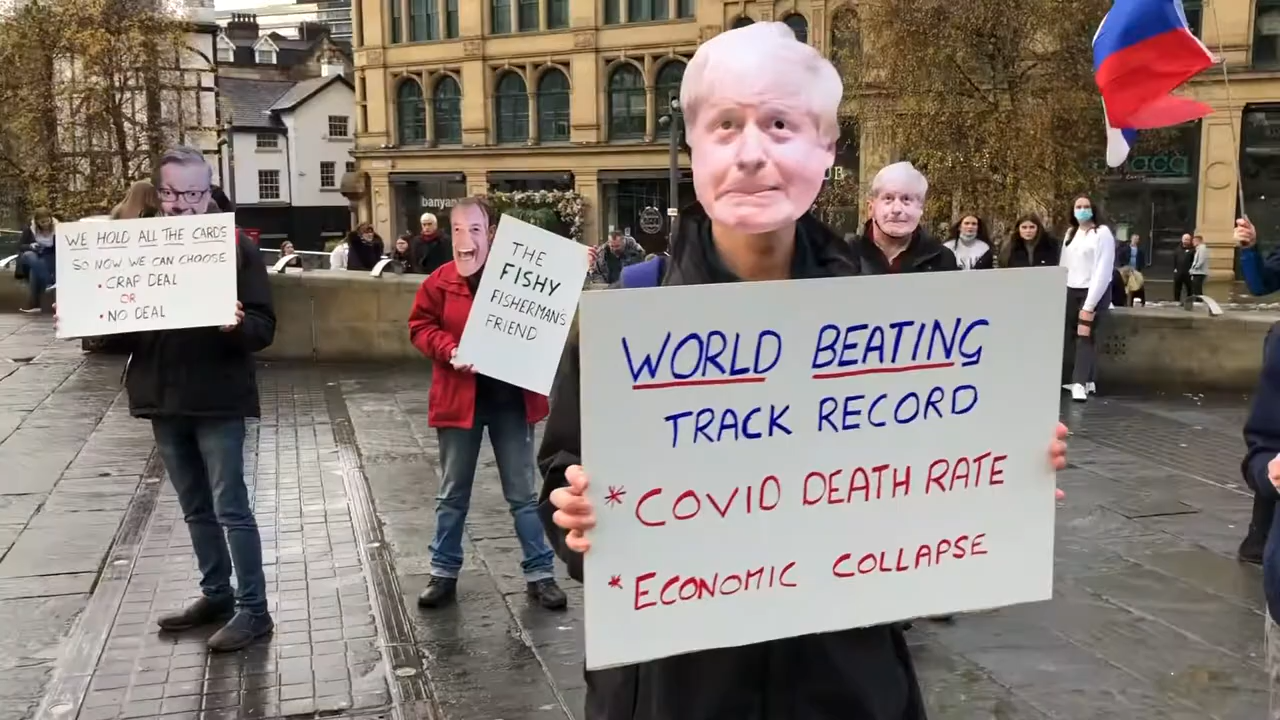 WE HOLD ALL THE CARDS
SO NOW WE CAN CHOOSE
• CRAP DEAL
OR
• NO DEAL
THE
FISHY
FISHERMAN'S
FRIEND
WORLD BEATING
TRACK RECORD
* COVID DEATH RATE
* ECONOMIC COLLAPSE
banyan